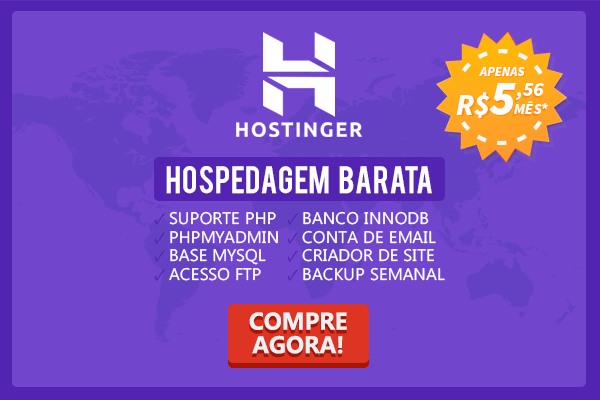 HOSTINGER
APENAS
R$5,56
MÊS*
HOSPEDAGEM BARATA
SUPORTE PHP
PHPMYADMIN
BASE MYSQL
ACESSO FTP
BANCO INNODB
CONTA DE EMAIL
CRIADOR DE SITE
BACKUP SEMANAL
COMPRE
AGORA!